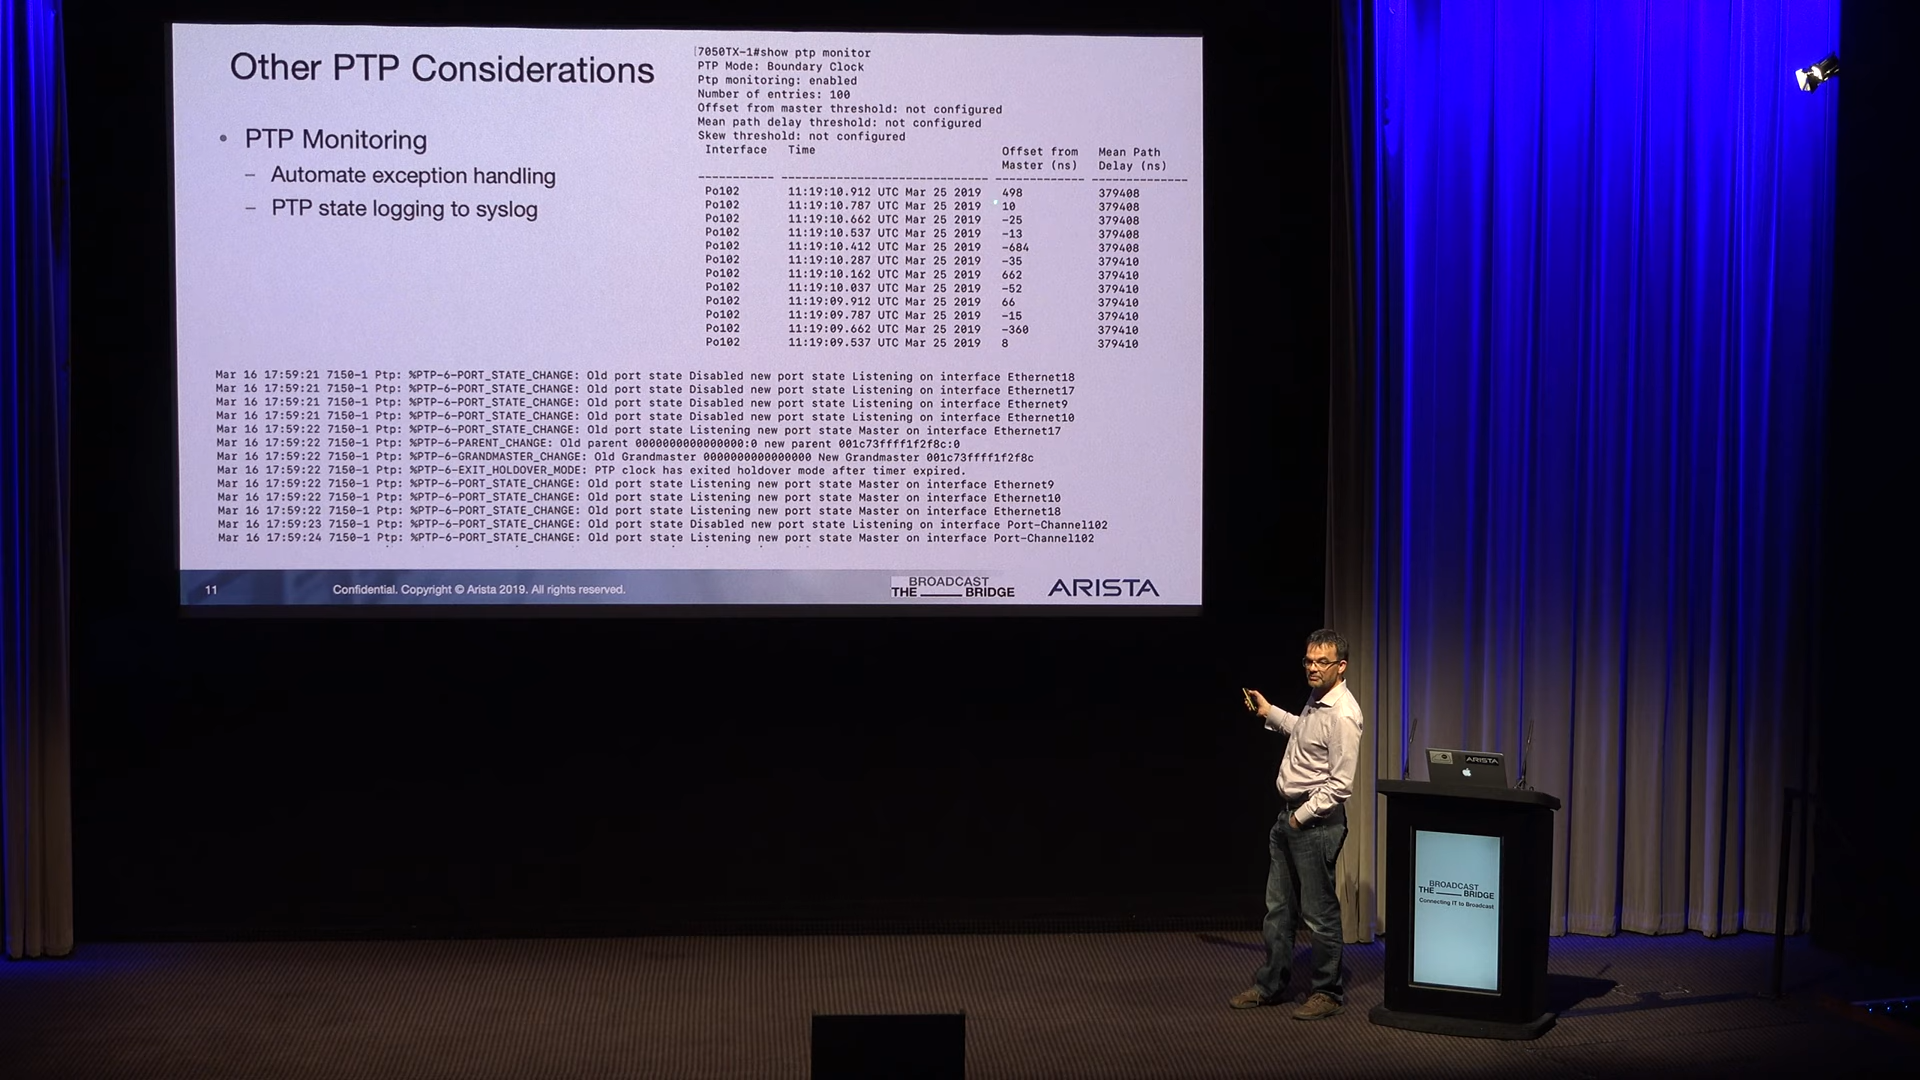 Other PTP Considerations
• PTP Monitoring
– Automate exception handling
– PTP state logging to syslog
[7050TX-1#show ptp monitor
PTP Mode: Boundary Clock
Ptp monitoring: enabled
Number of entries: 100
Offset from master threshold: not configured
Mean path delay threshold: not configured
Skew threshold: not configured
Interface Time Offset from Mean Path
Master (ns) Delay (ns)
----------- ------------------------------ ------------- --------------
Po102 11:19:10.912 UTC Mar 25 2019 498 379408
Po102 11:19:10.787 UTC Mar 25 2019 10 379408
Po102 11:19:10.662 UTC Mar 25 2019 -25 379408
Po102 11:19:10.537 UTC Mar 25 2019 -13 379408
Po102 11:19:10.412 UTC Mar 25 2019 -684 379408
Po102 11:19:10.287 UTC Mar 25 2019 -35 379410
Po102 11:19:10.162 UTC Mar 25 2019 662 379410
Po102 11:19:10.037 UTC Mar 25 2019 -52 379410
Po102 11:19:09.912 UTC Mar 25 2019 66 379410
Po102 11:19:09.787 UTC Mar 25 2019 -15 379410
Po102 11:19:09.662 UTC Mar 25 2019 -360 379410
Po102 11:19:09.537 UTC Mar 25 2019 8 379410
Mar 16 17:59:21 7150-1 Ptp: %PTP-6-PORT_STATE_CHANGE: Old port state Disabled new port state Listening on interface Ethernet18
Mar 16 17:59:21 7150-1 Ptp: %PTP-6-PORT_STATE_CHANGE: Old port state Disabled new port state Listening on interface Ethernet17
Mar 16 17:59:21 7150-1 Ptp: %PTP-6-PORT_STATE_CHANGE: Old port state Disabled new port state Listening on interface Ethernet9
Mar 16 17:59:21 7150-1 Ptp: %PTP-6-PORT_STATE_CHANGE: Old port state Disabled new port state Listening on interface Ethernet10
Mar 16 17:59:22 7150-1 Ptp: %PTP-6-PORT_STATE_CHANGE: Old port state Listening new port state Master on interface Ethernet17
Mar 16 17:59:22 7150-1 Ptp: %PTP-6-PARENT_CHANGE: Old parent 0000000000000000:0 new parent 001c73ffff1f2f8c:0
Mar 16 17:59:22 7150-1 Ptp: %PTP-6-GRANDMASTER_CHANGE: Old Grandmaster 0000000000000000 New Grandmaster 001c73ffff1f2f8c
Mar 16 17:59:22 7150-1 Ptp: %PTP-6-EXIT_HOLDOVER_MODE: PTP clock has exited holdover mode after timer expired.
Mar 16 17:59:22 7150-1 Ptp: %PTP-6-PORT_STATE_CHANGE: Old port state Listening new port state Master on interface Ethernet9
Mar 16 17:59:22 7150-1 Ptp: %PTP-6-PORT_STATE_CHANGE: Old port state Listening new port state Master on interface Ethernet10
Mar 16 17:59:22 7150-1 Ptp: %PTP-6-PORT_STATE_CHANGE: Old port state Listening new port state Master on interface Ethernet18
Mar 16 17:59:23 7150-1 Ptp: %PTP-6-PORT_STATE_CHANGE: Old port state Disabled new port state Listening on interface Port-Channel102
Mar 16 17:59:24 7150-1 Ptp: %PTP-6-PORT_STATE_CHANGE: Old port state Listening new port state Master on interface Port-Channel102
11
Confidential. Copyright © Arista 2019. All rights reserved.
BROADCAST
THE BRIDGE
ARISTA
ARISTA
BROADCAST
THE BRIDGE
Connecting IT to Broadcast